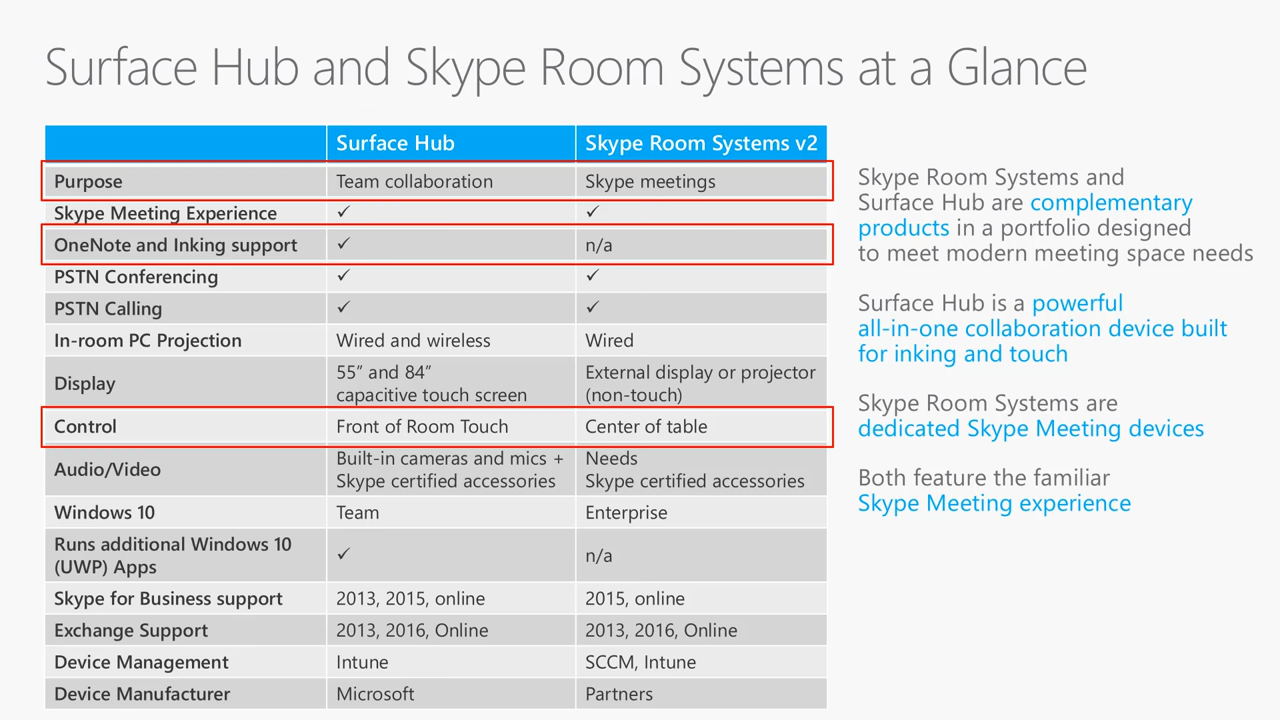 Surface Hub and Skype Room Systems at a Glance
Surface Hub Skype Room Systems v2
Purpose Team collaboration Skype meetings
Skype Meeting Experience ✓ ✓
OneNote and Inking support ✓ n/a
PSTN Conferencing ✓ ✓
PSTN Calling ✓ ✓
In-room PC Projection Wired and wireless Wired
Display 55” and 84” External display or projector
capacitive touch screen (non-touch)
Control Front of Room Touch Center of table
Audio/Video Built-in cameras and mics + Needs
Skype certified accessories Skype certified accessories
Windows 10 Team Enterprise
Runs additional Windows 10
(UWP) Apps ✓ n/a
Skype for Business support 2013, 2015, online 2015, online
Exchange Support 2013, 2016, Online 2013, 2016, Online
Device Management Intune SCCM, Intune
Device Manufacturer Microsoft Partners
Skype Room Systems and
Surface Hub are complementary
products in a portfolio designed
to meet modern meeting space needs
Surface Hub is a powerful
all-in-one collaboration device built
for inking and touch
Skype Room Systems are
dedicated Skype Meeting devices
Both feature the familiar
Skype Meeting experience